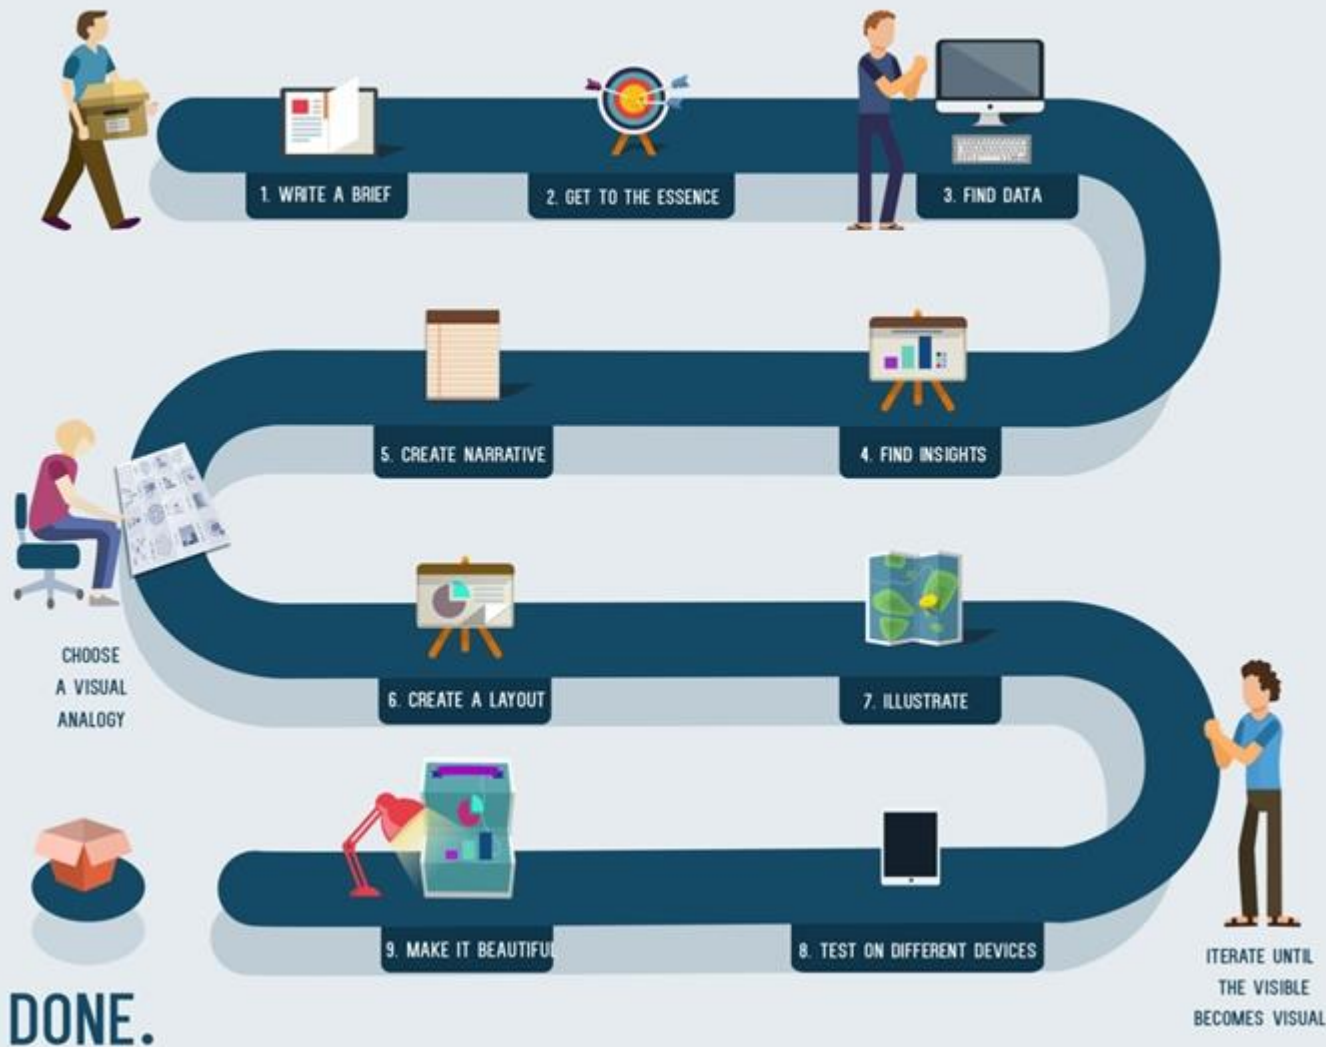 1. WRITE A BRIEF
2. GET TO THE ESSENCE
3. FIND DATA
4. FIND INSIGHTS
5. CREATE NARRATIVE
CHOOSE
A VISUAL
ANALOGY
6. CREATE A LAYOUT
7. ILLUSTRATE
ITERATE UNTIL
THE VISIBLE
BECOMES VISUAL
8. TEST ON DIFFERENT DEVICES
9. MAKE IT BEAUTIFUL
DONE.